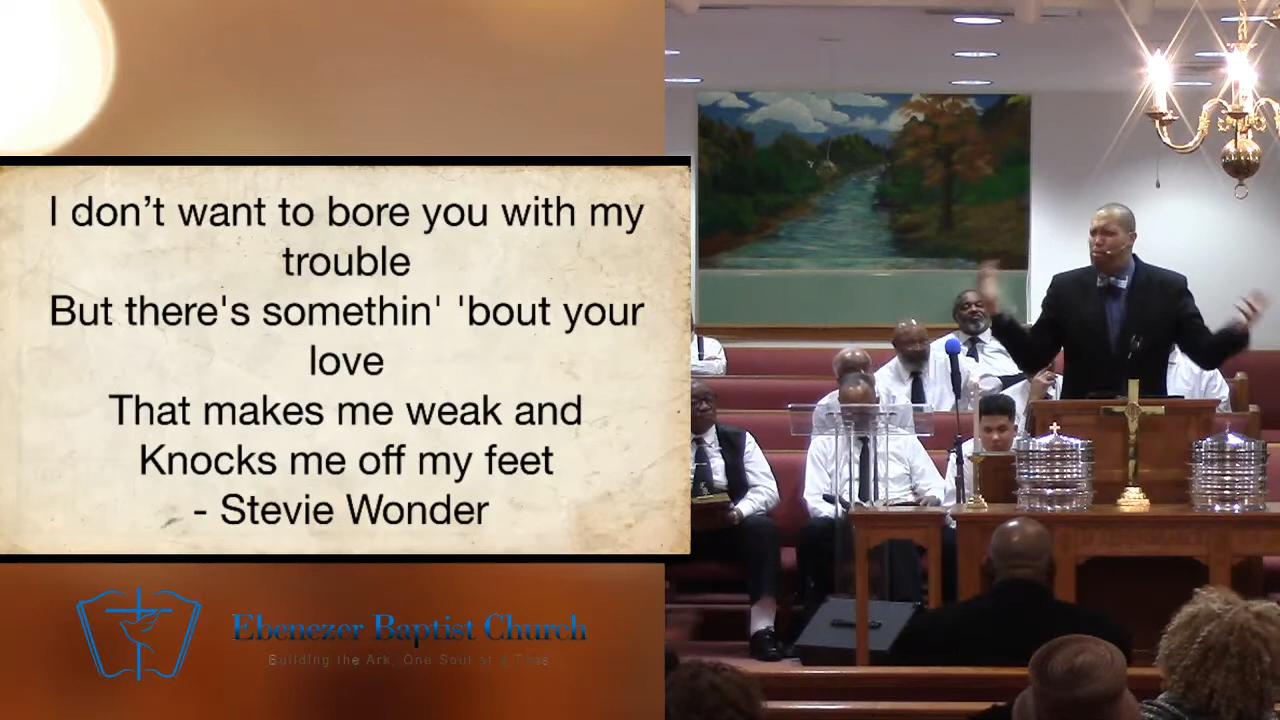 I don’t want to bore you with my
trouble
But there's somethin' 'bout your
love
That makes me weak and
Knocks me off my feet
- Stevie Wonder
Ebenezer Baptist Church
Building the Ark, One Soul at a Time